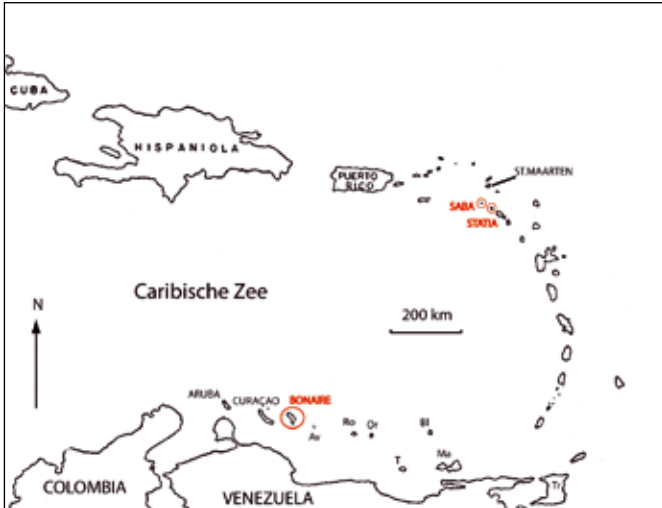 CUBA
HISPANIOLA
PUERTO
RICO
ST.MAARTEN
SABA
STATIA
Caribische Zee
200 km
N
ARUBA
CURAÇAO
BONAIRE
Av
Ro
Or
Bl
T
Ma
Tr
COLOMBIA
VENEZUELA